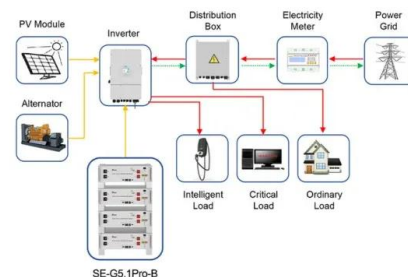 PV Module
Inverter
Distribution
Box
Electricity
Meter
Power
Grid
Alternator
Intelligent
Load
Critical
Load
Ordinary
Load
SE-G5.1Pro-B